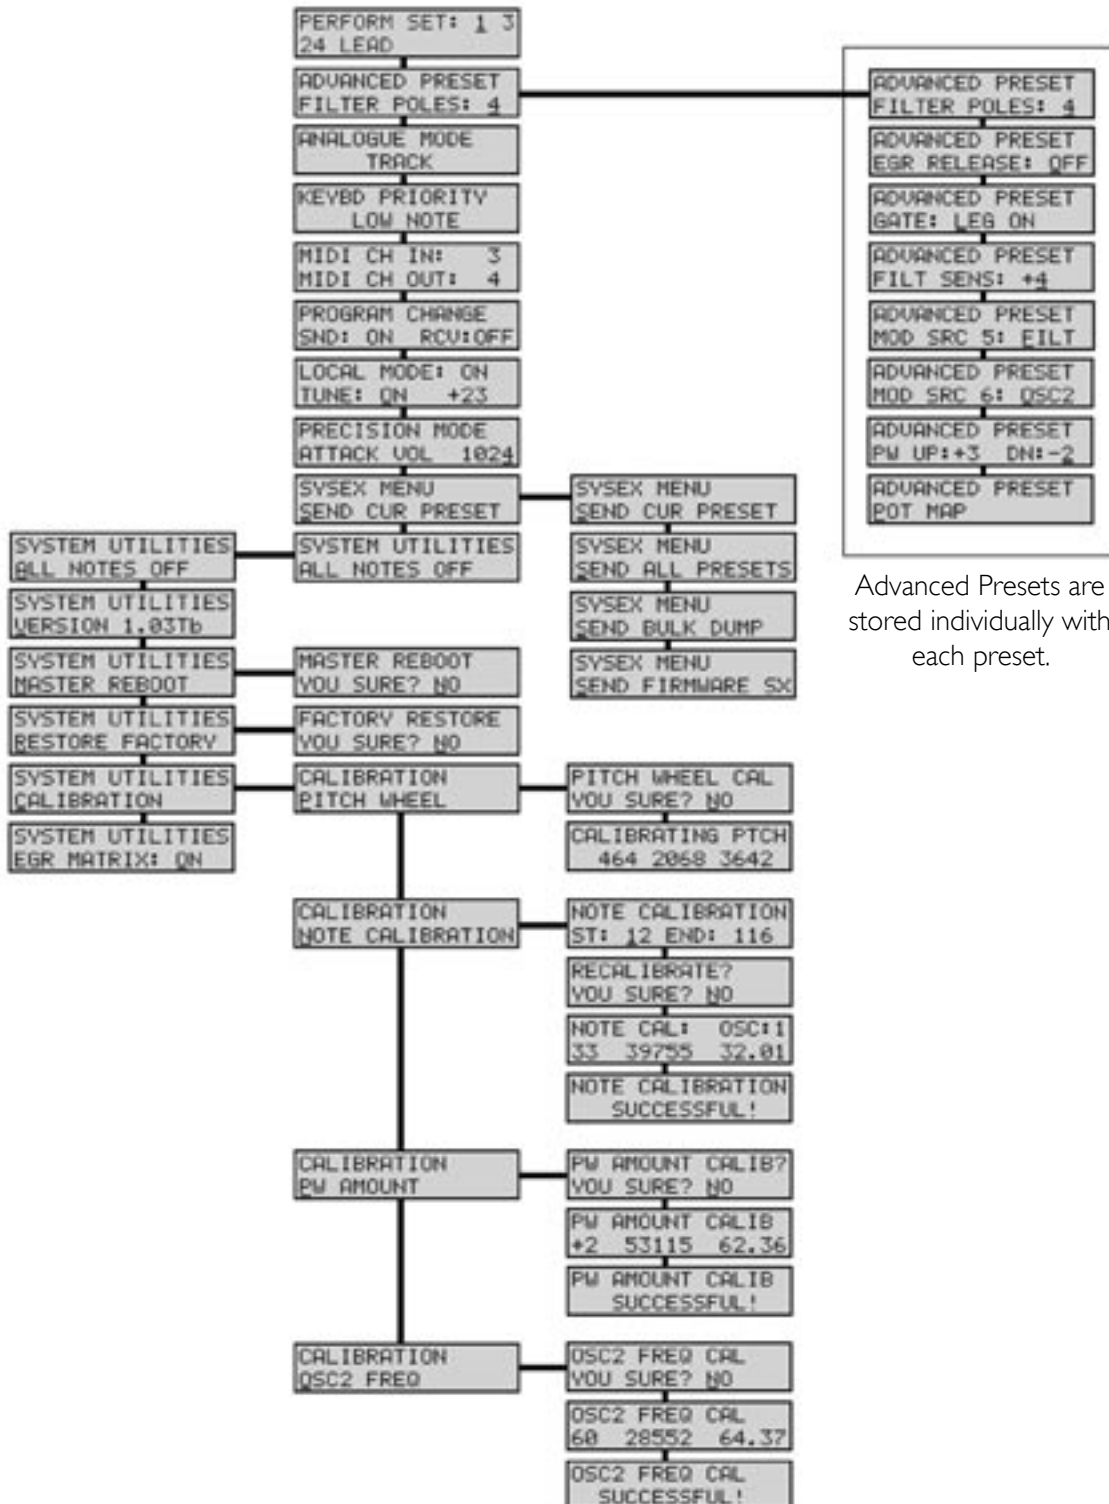 PERFORM SET: 1 3
24 LEAD
ADVANCED PRESET
FILTER POLES: 4
ANALOGUE MODE
TRACK
KEYBD PRIORITY
LOW NOTE
MIDI CH IN: 3
MIDI CH OUT: 4
PROGRAM CHANGE
SND: ON RCV:OFF
LOCAL MODE: ON
TUNE: ON +23
PRECISION MODE
ATTACK VOL 1024
SYSEX MENU
SEND CUR PRESET
SYSTEM UTILITIES
ALL NOTES OFF
ADVANCED PRESET
FILTER POLES: 4
ADVANCED PRESET
EGR RELEASE: OFF
ADVANCED PRESET
GATE: LEG ON
ADVANCED PRESET
FILT SENS: +4
ADVANCED PRESET
MOD SRC 5: FILT
ADVANCED PRESET
MOD SRC 6: OSC2
ADVANCED PRESET
PW UP:+3 DN:-2
ADVANCED PRESET
POT MAP
Advanced Presets are
stored individually with
each preset.
SYSEX MENU
SEND CUR PRESET
SYSEX MENU
SEND ALL PRESETS
SYSEX MENU
SEND BULK DUMP
SYSEX MENU
SEND FIRMWARE SX
SYSTEM UTILITIES
ALL NOTES OFF
SYSTEM UTILITIES
VERSION 1.03Tb
SYSTEM UTILITIES
MASTER REBOOT
SYSTEM UTILITIES
RESTORE FACTORY
SYSTEM UTILITIES
CALIBRATION
SYSTEM UTILITIES
EGR MATRIX: ON
MASTER REBOOT
YOU SURE? NO
FACTORY RESTORE
YOU SURE? NO
CALIBRATION
PITCH WHEEL
PITCH WHEEL CAL
YOU SURE? NO
CALIBRATING PTCH
464 2068 3642
CALIBRATION
NOTE CALIBRATION
NOTE CALIBRATION
ST: 12 END: 116
RECALIBRATE?
YOU SURE? NO
NOTE CAL: OSC:1
33 39755 32.01
NOTE CALIBRATION
SUCCESSFUL!
CALIBRATION
PW AMOUNT
PW AMOUNT CALIB?
YOU SURE? NO
PW AMOUNT CALIB
+2 53115 62.36
PW AMOUNT CALIB
SUCCESSFUL!
CALIBRATION
OSC2 FREQ
OSC2 FREQ CAL
YOU SURE? NO
OSC2 FREQ CAL
60 28552 64.37
OSC2 FREQ CAL
SUCCESSFUL!